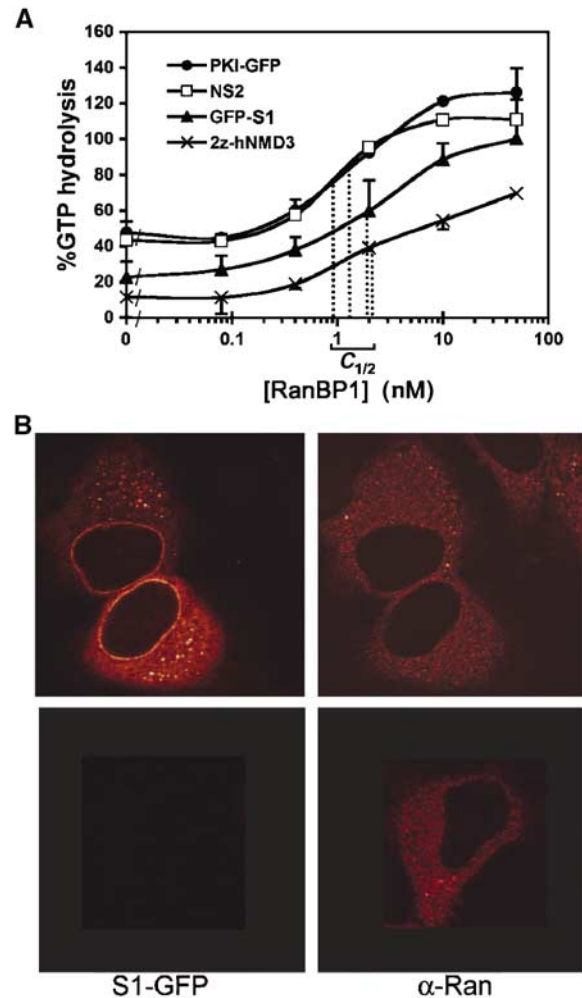 A
160
140
120
100
80
60
40
20
0
%GTP hydrolysis
PKI-GFP
NS2
GFP-S1
2z-hNMD3
0 0.1 1 10 100
C1/2
[RanBP1] (nM)
B
S1-GFP α-Ran